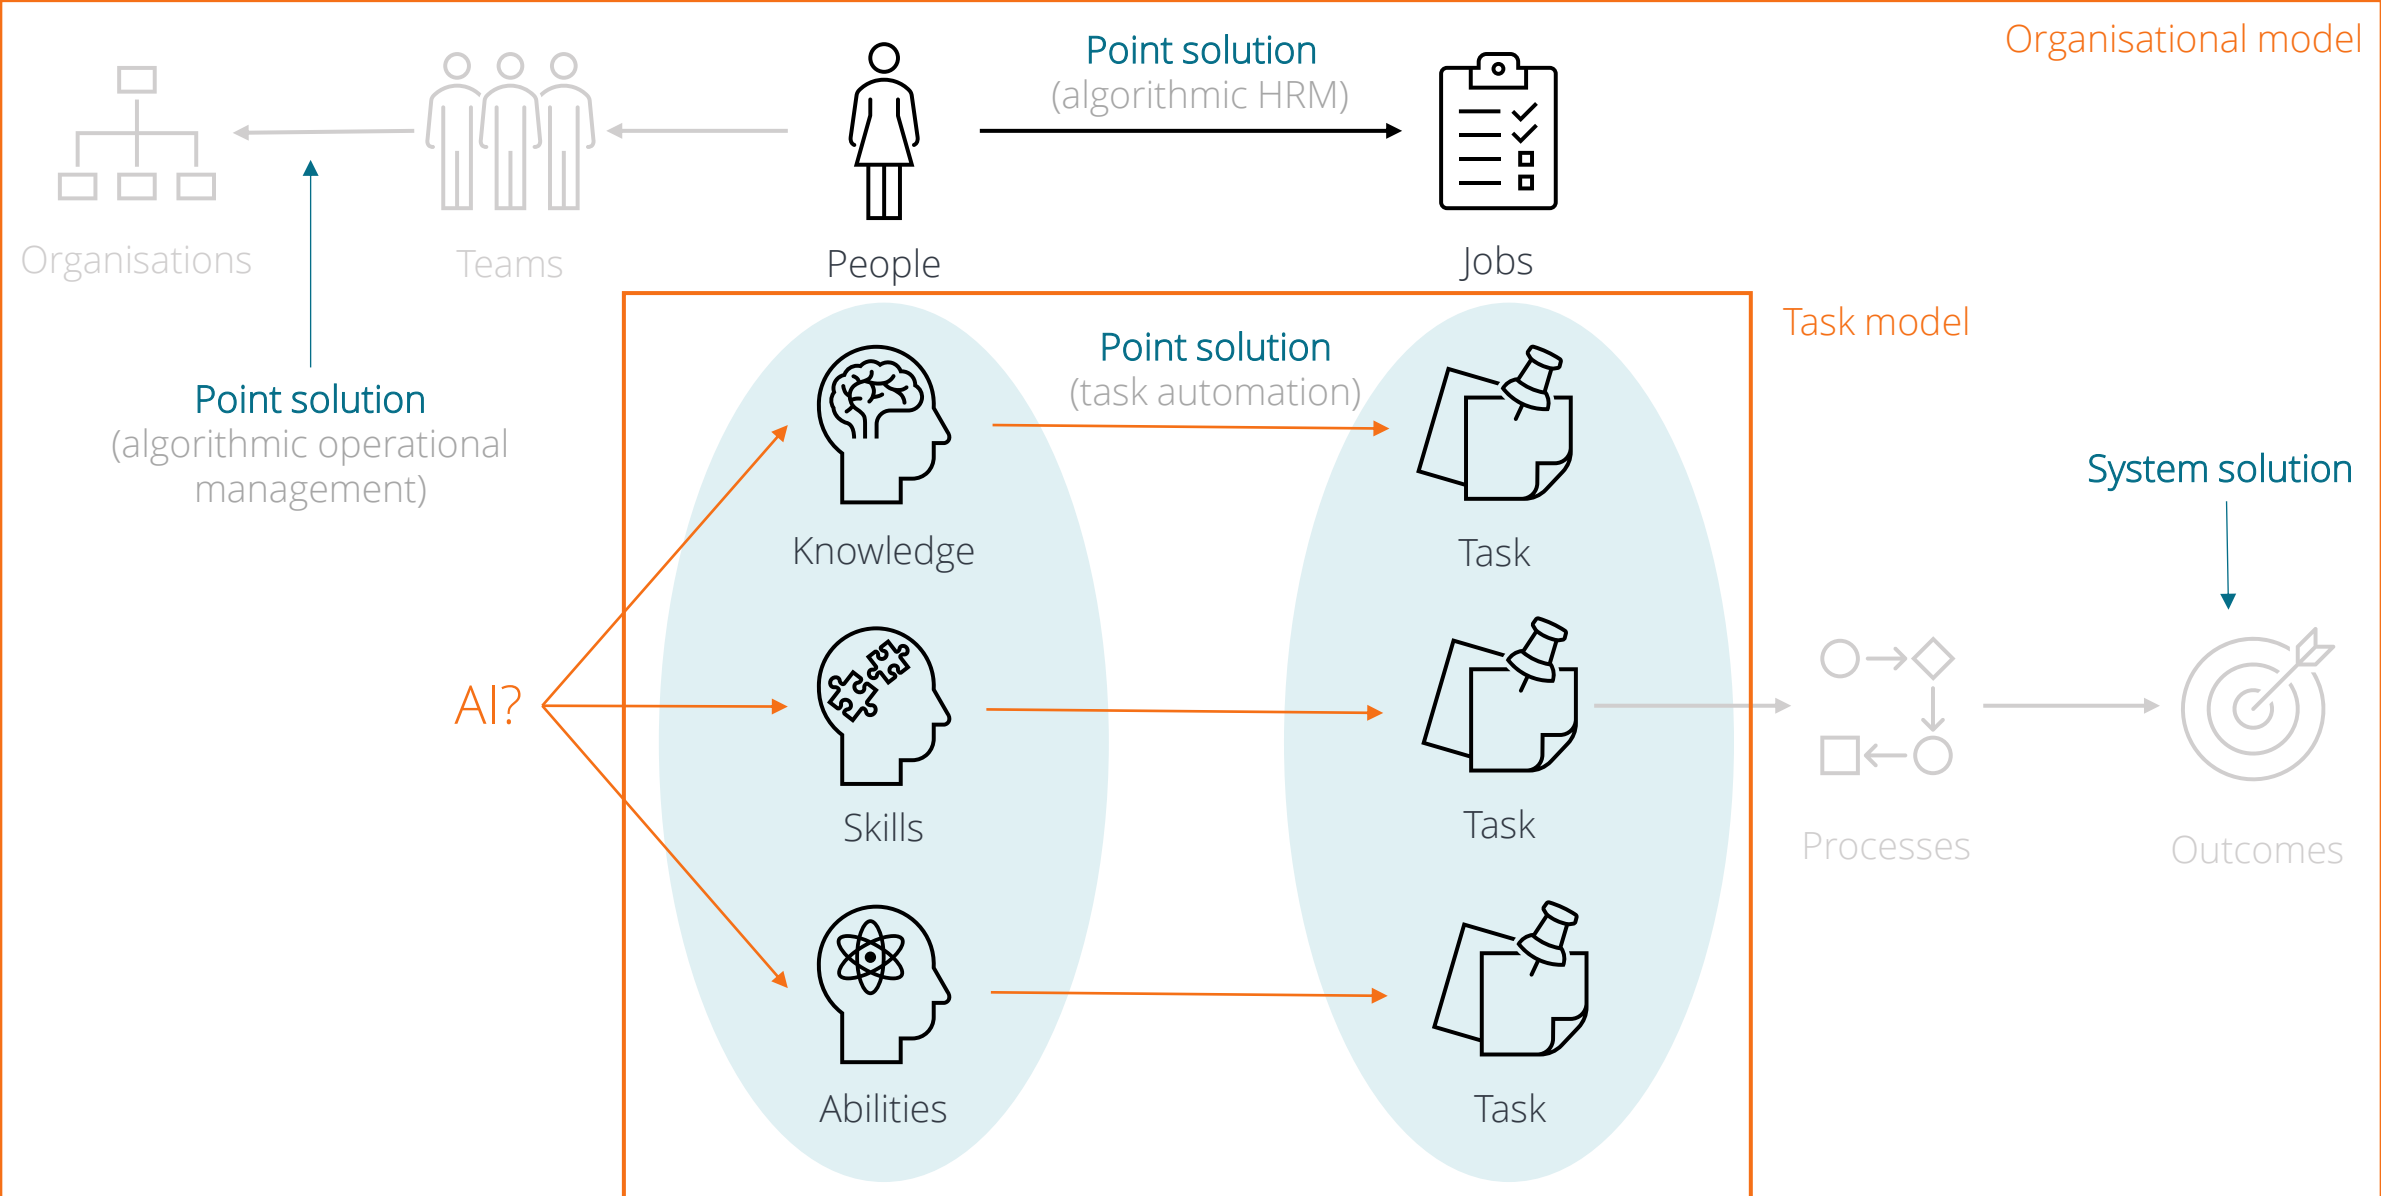 Organisational model
Point solution
(algorithmic HRM)
Organisations
Teams
People
Jobs
Task model
Point solution
(algorithmic operational
management)
Point solution
(task automation)
System solution
AI?
Knowledge
Task
Skills
Task
Processes
Outcomes
Abilities
Task